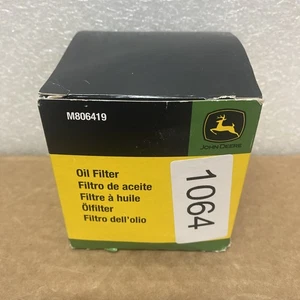 M806419
JOHN DEERE
Oil Filter
Filtro de aceite
Filtre à huile
Ölfilter
Filtro dell'olio
1064